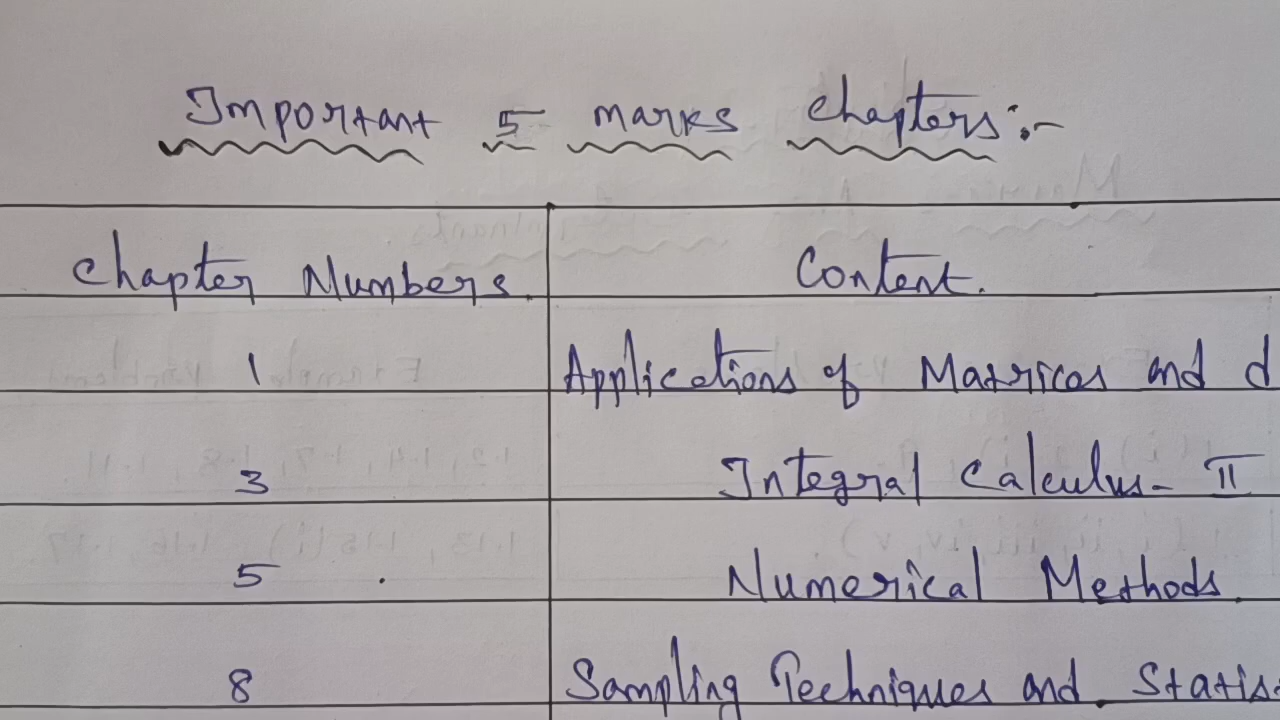 Important 5 marks chapters:-
Chapter Numbers. Content.
1 Applications of Matrices and d
3 Integral Calculus- II
5 Numerical Methods.
8 Sampling Techniques and Statis